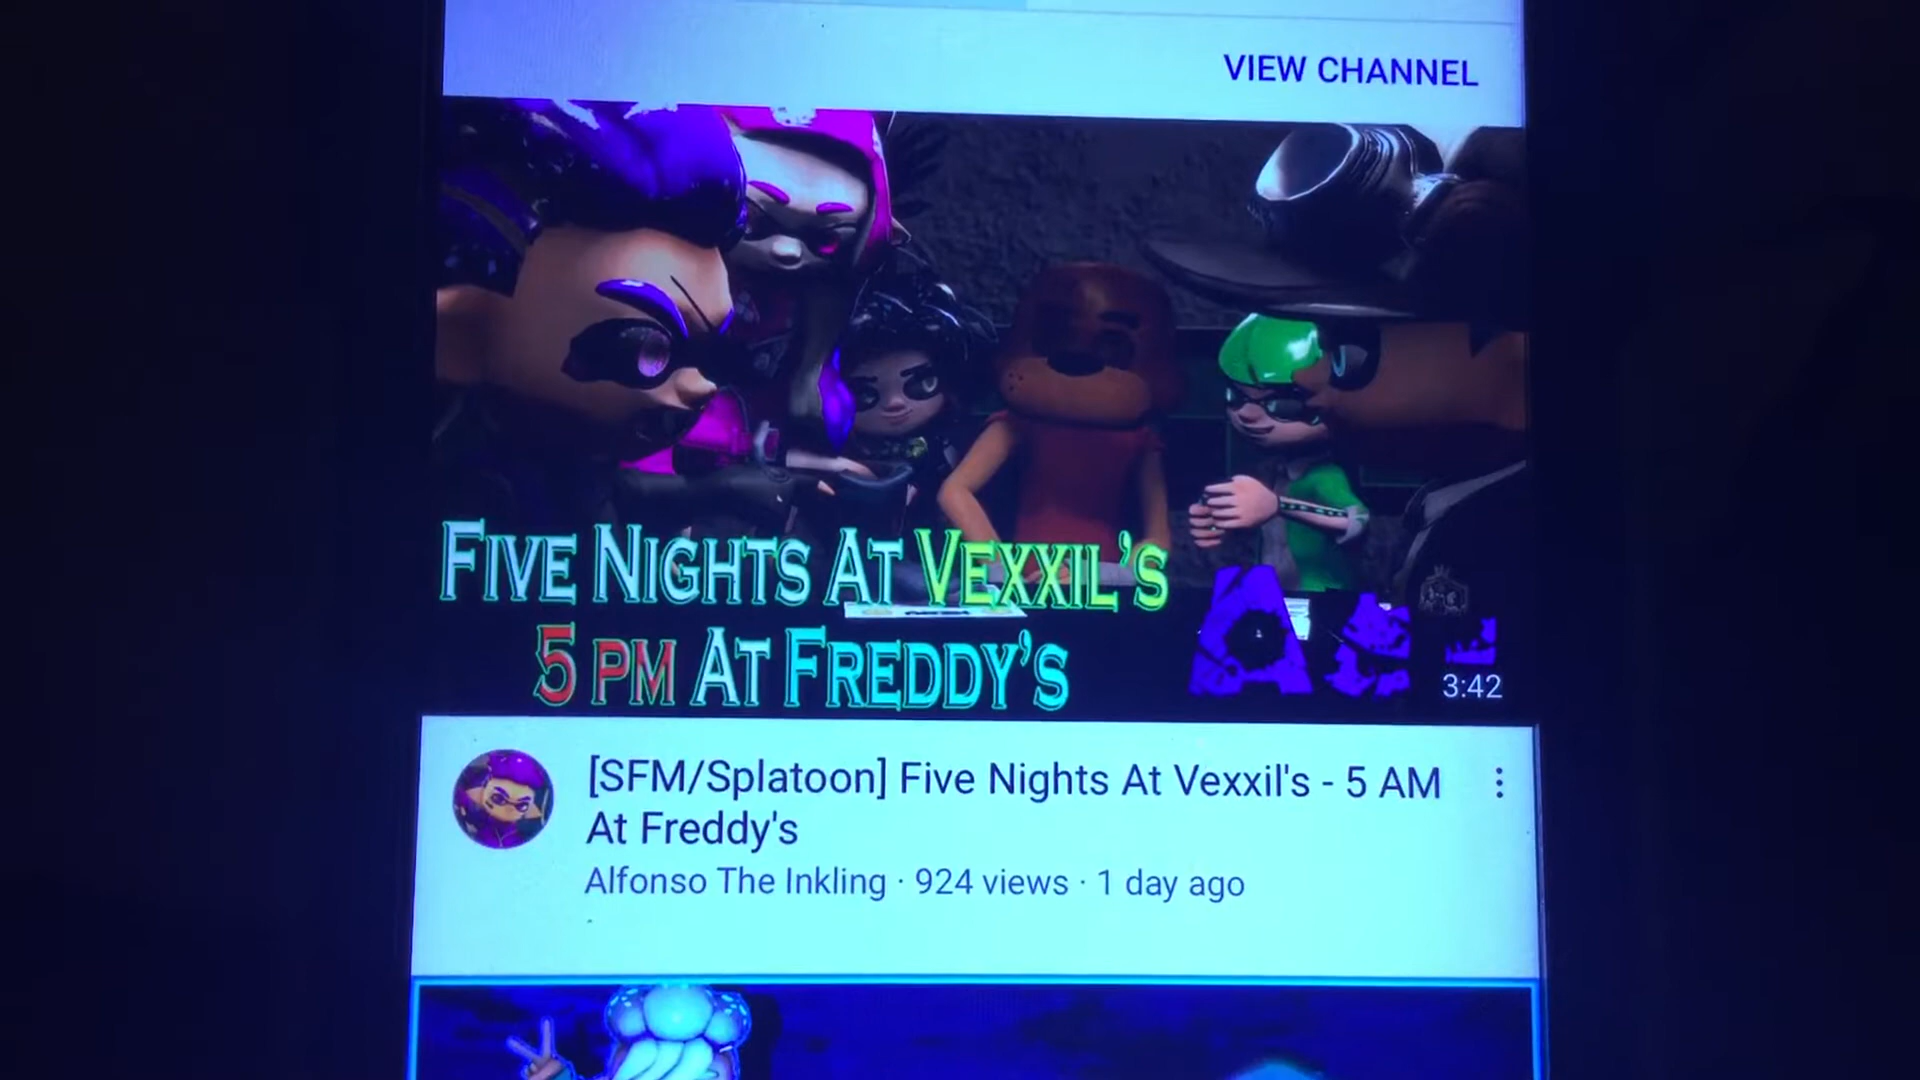 VIEW CHANNEL
FIVE NIGHTS AT VEXXIL'S
5 PM AT FREDDY'S
3:42
[SFM/Splatoon] Five Nights At Vexxil's - 5 AM
At Freddy's
Alfonso The Inkling · 924 views · 1 day ago